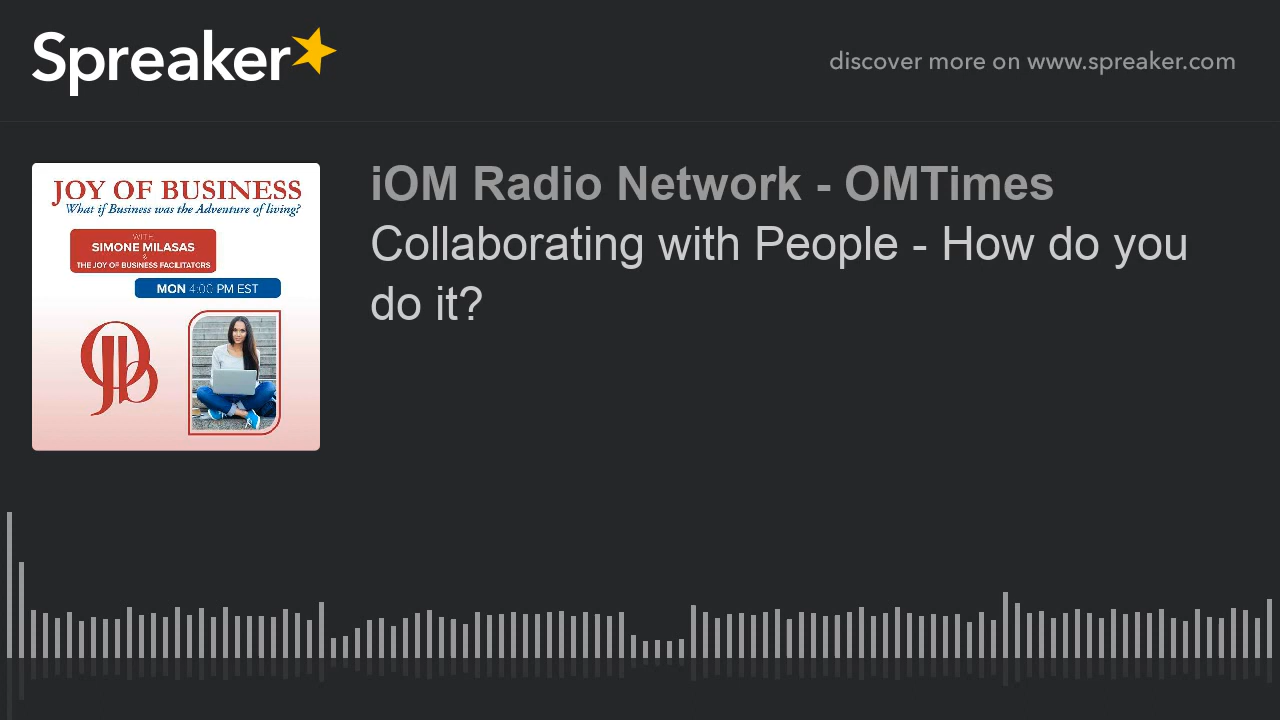 Spreaker
discover more on www.spreaker.com
JOY OF BUSINESS
What if Business was the Adventure of living?
WITH
SIMONE MILASAS
&
THE JOY OF BUSINESS FACILITATORS
MON 4:00 PM EST
JB
iOM Radio Network - OMTimes
Collaborating with People - How do you
do it?